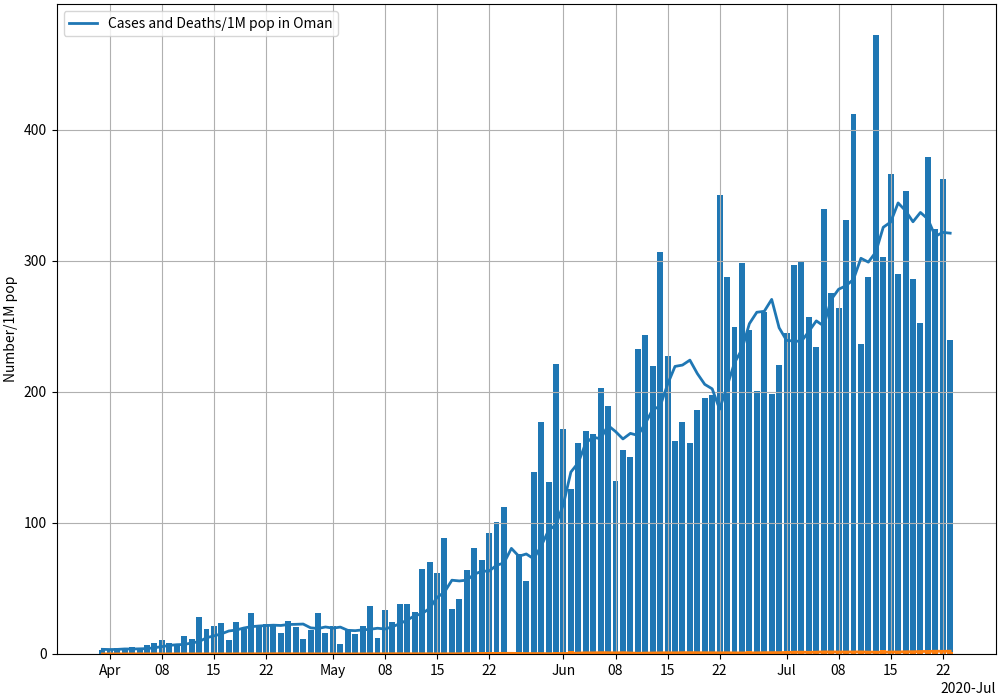 Cases and Deaths/1M pop in Oman
Number/1M pop
400
300
200
100
0
Apr 08 15 22 May 08 15 22 Jun 08 15 22 Jul 08 15 22
2020-Jul